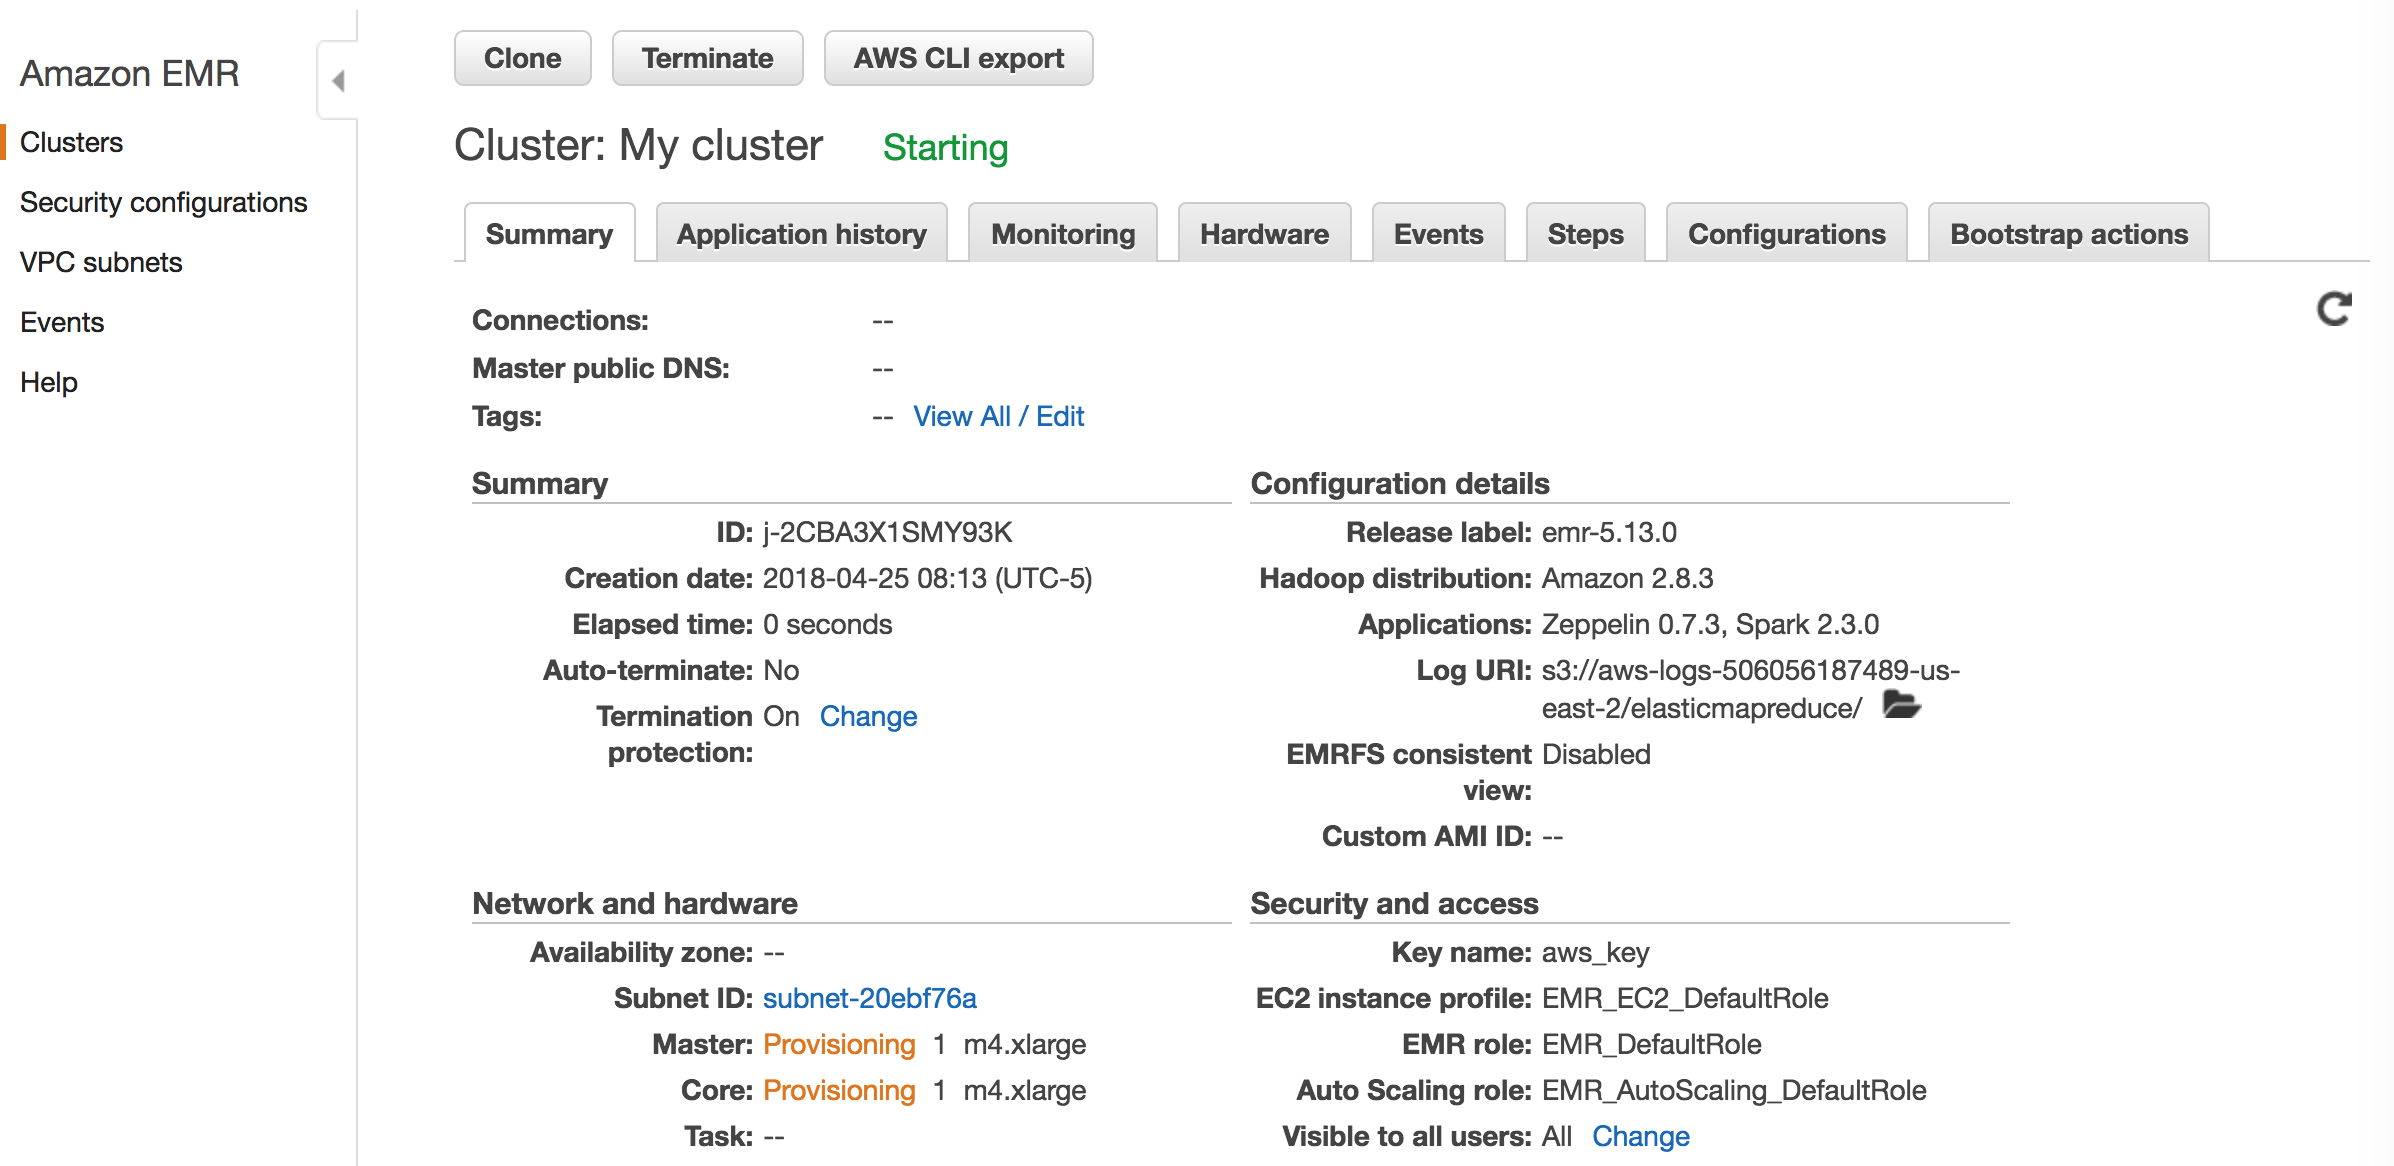 Amazon EMR
Clusters
Security configurations
VPC subnets
Events
Help
Clone Terminate AWS CLI export
Cluster: My cluster Starting
Summary Application history Monitoring Hardware Events Steps Configurations Bootstrap actions
Connections: --
Master public DNS: --
Tags: -- View All / Edit
Summary
ID: j-2CBA3X1SMY93K
Creation date: 2018-04-25 08:13 (UTC-5)
Elapsed time: 0 seconds
Auto-terminate: No
Termination On Change
protection:
Configuration details
Release label: emr-5.13.0
Hadoop distribution: Amazon 2.8.3
Applications: Zeppelin 0.7.3, Spark 2.3.0
Log URI: s3://aws-logs-506056187489-us-
east-2/elasticmapreduce/
EMRFS consistent Disabled
view:
Custom AMI ID: --
Network and hardware
Availability zone: --
Subnet ID: subnet-20ebf76a
Master: Provisioning 1 m4.xlarge
Core: Provisioning 1 m4.xlarge
Task: --
Security and access
Key name: aws_key
EC2 instance profile: EMR_EC2_DefaultRole
EMR role: EMR_DefaultRole
Auto Scaling role: EMR_AutoScaling_DefaultRole
Visible to all users: All Change